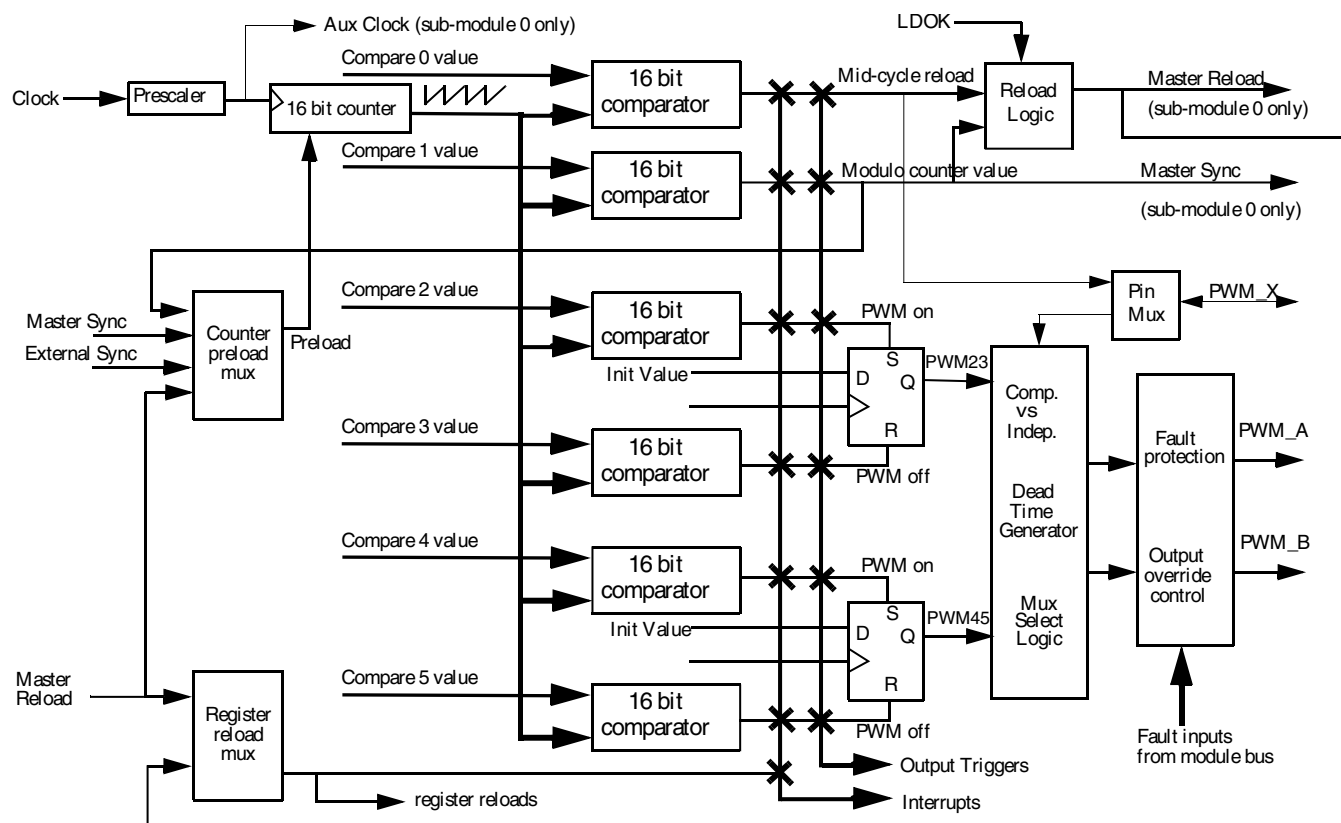 Aux Clock (sub-module 0 only)
LDOK
Compare 0 value
16 bit
comparator
Mid-cycle reload
Reload
Logic
Master Reload
(sub-module 0 only)
Clock
Prescaler
16 bit counter
Compare 1 value
16 bit
comparator
Modulo counter value
Master Sync
(sub-module 0 only)
Compare 2 value
16 bit
comparator
PWM on
Pin
Mux
PWM_X
Master Sync
External Sync
Counter
preload
mux
Preload
Init Value
S
D
Q
R
PWM23
Comp.
vs
Indep.
Dead
Time
Generator
Mux
Select
Logic
Compare 3 value
16 bit
comparator
PWM off
Fault
protection
Output
override
control
PWM_A
PWM_B
Compare 4 value
16 bit
comparator
PWM on
Init Value
S
D
Q
R
PWM45
Master
Reload
Register
reload
mux
Compare 5 value
16 bit
comparator
PWM off
Fault inputs
from module bus
Output Triggers
Interrupts
register reloads